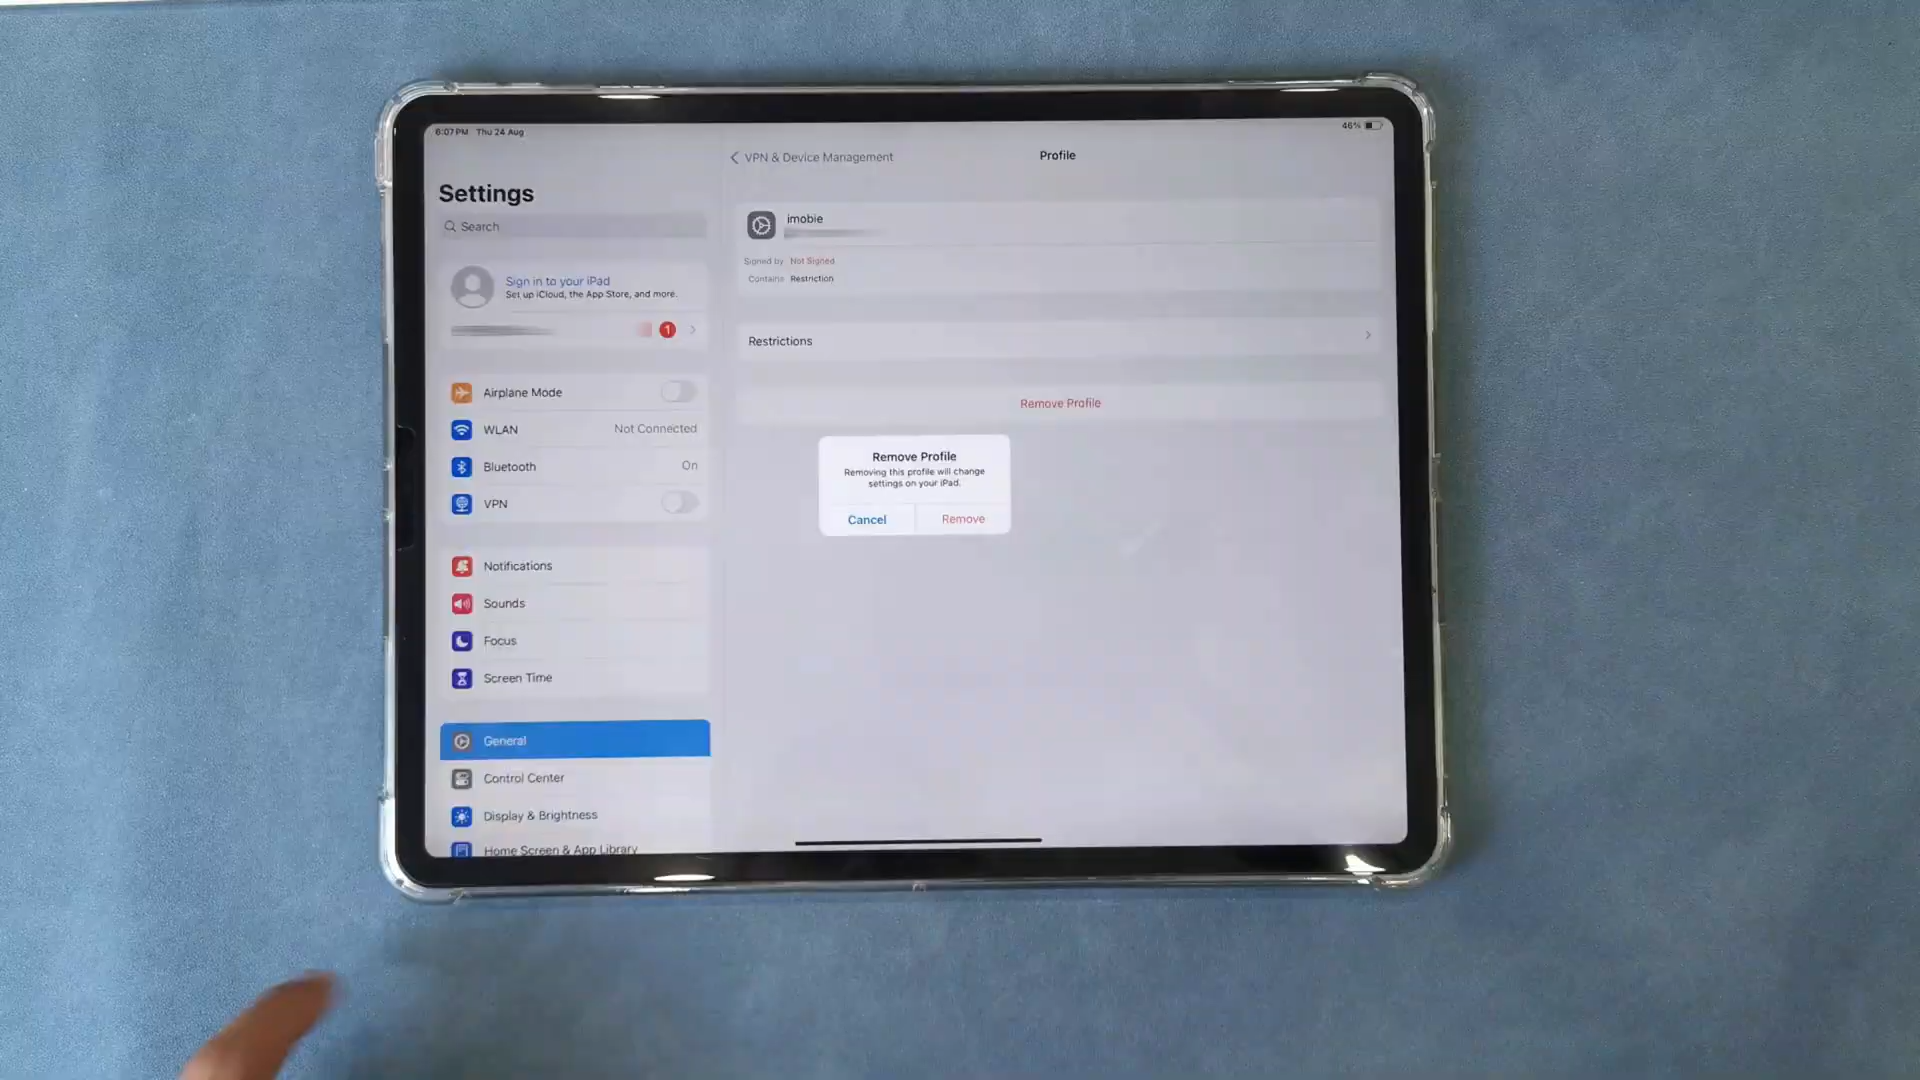 6:07PM Thu 24 Aug
46%
Settings
Search
Sign in to your iPad
Set up iCloud, the App Store, and more.
1
Airplane Mode
WLAN Not Connected
Bluetooth On
VPN
Notifications
Sounds
Focus
Screen Time
General
Control Center
Display & Brightness
Home Screen & App Library
VPN & Device Management
Profile
imobie
Signed by Not Signed
Contains Restriction
Restrictions
Remove Profile
Remove Profile
Removing this profile will change
settings on your iPad.
Cancel Remove